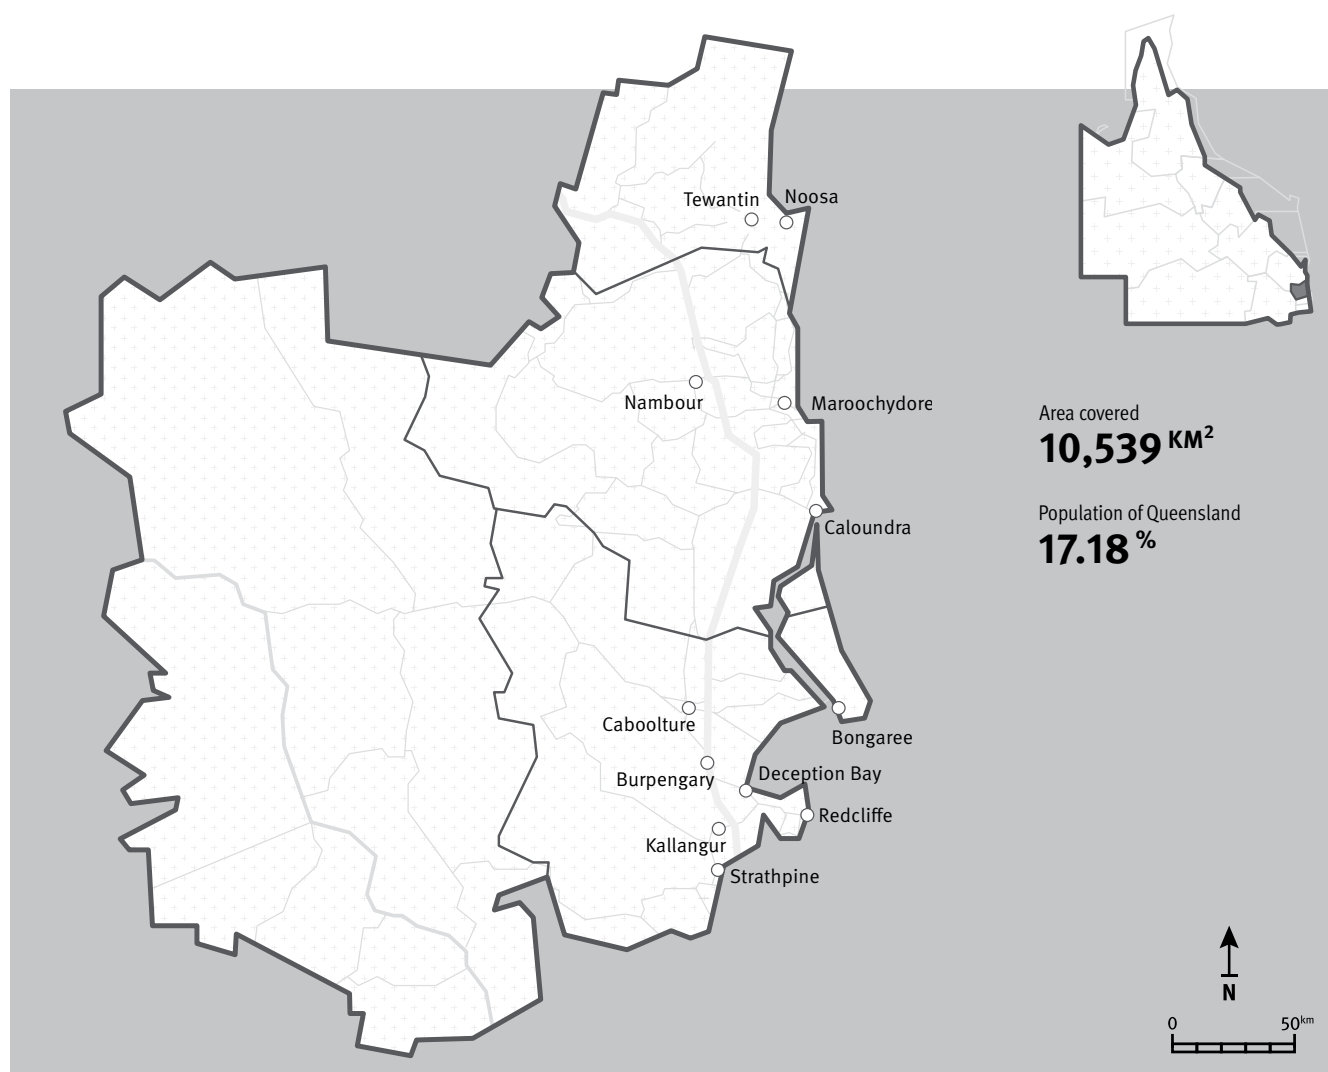 Tewantin
Noosa
Nambour
Maroochydore
Caloundra
Caboolture
Bongaree
Burpengary
Deception Bay
Redcliffe
Kallangur
Strathpine
Area covered
10,539 KM²
Population of Queensland
17.18 %
N
0 50km